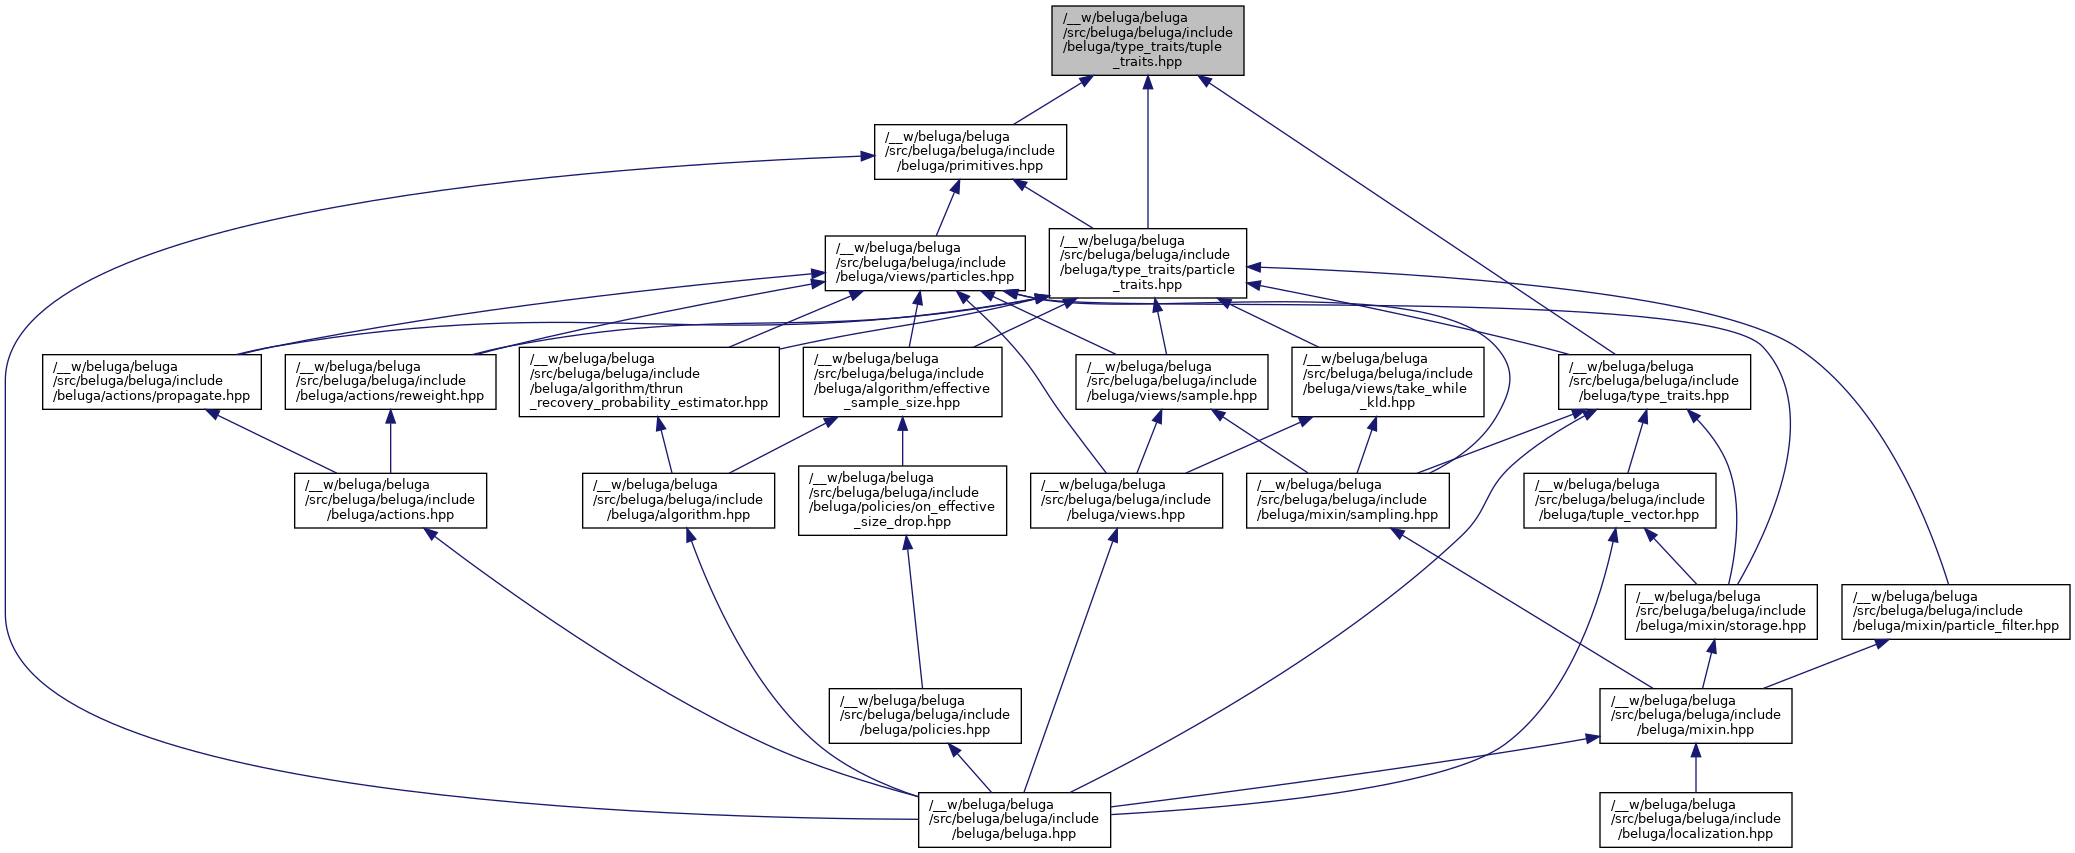 /__w/beluga/beluga
/src/beluga/beluga/include
/beluga/type_traits/tuple
_traits.hpp
/__w/beluga/beluga
/src/beluga/beluga/include
/beluga/primitives.hpp
/__w/beluga/beluga
/src/beluga/beluga/include
/beluga/views/particles.hpp
/__w/beluga/beluga
/src/beluga/beluga/include
/beluga/type_traits/particle
_traits.hpp
/__w/beluga/beluga
/src/beluga/beluga/include
/beluga/actions/propagate.hpp
/__w/beluga/beluga
/src/beluga/beluga/include
/beluga/actions/reweight.hpp
/__w/beluga/beluga
/src/beluga/beluga/include
/beluga/algorithm/thrun
_recovery_probability_estimator.hpp
/__w/beluga/beluga
/src/beluga/beluga/include
/beluga/algorithm/effective
_sample_size.hpp
/__w/beluga/beluga
/src/beluga/beluga/include
/beluga/views/sample.hpp
/__w/beluga/beluga
/src/beluga/beluga/include
/beluga/views/take_while
_kld.hpp
/__w/beluga/beluga
/src/beluga/beluga/include
/beluga/type_traits.hpp
/__w/beluga/beluga
/src/beluga/beluga/include
/beluga/actions.hpp
/__w/beluga/beluga
/src/beluga/beluga/include
/beluga/algorithm.hpp
/__w/beluga/beluga
/src/beluga/beluga/include
/beluga/policies/on_effective
_size_drop.hpp
/__w/beluga/beluga
/src/beluga/beluga/include
/beluga/views.hpp
/__w/beluga/beluga
/src/beluga/beluga/include
/beluga/mixin/sampling.hpp
/__w/beluga/beluga
/src/beluga/beluga/include
/beluga/tuple_vector.hpp
/__w/beluga/beluga
/src/beluga/beluga/include
/beluga/mixin/storage.hpp
/__w/beluga/beluga
/src/beluga/beluga/include
/beluga/mixin/particle_filter.hpp
/__w/beluga/beluga
/src/beluga/beluga/include
/beluga/policies.hpp
/__w/beluga/beluga
/src/beluga/beluga/include
/beluga/mixin.hpp
/__w/beluga/beluga
/src/beluga/beluga/include
/beluga/beluga.hpp
/__w/beluga/beluga
/src/beluga/beluga/include
/beluga/localization.hpp